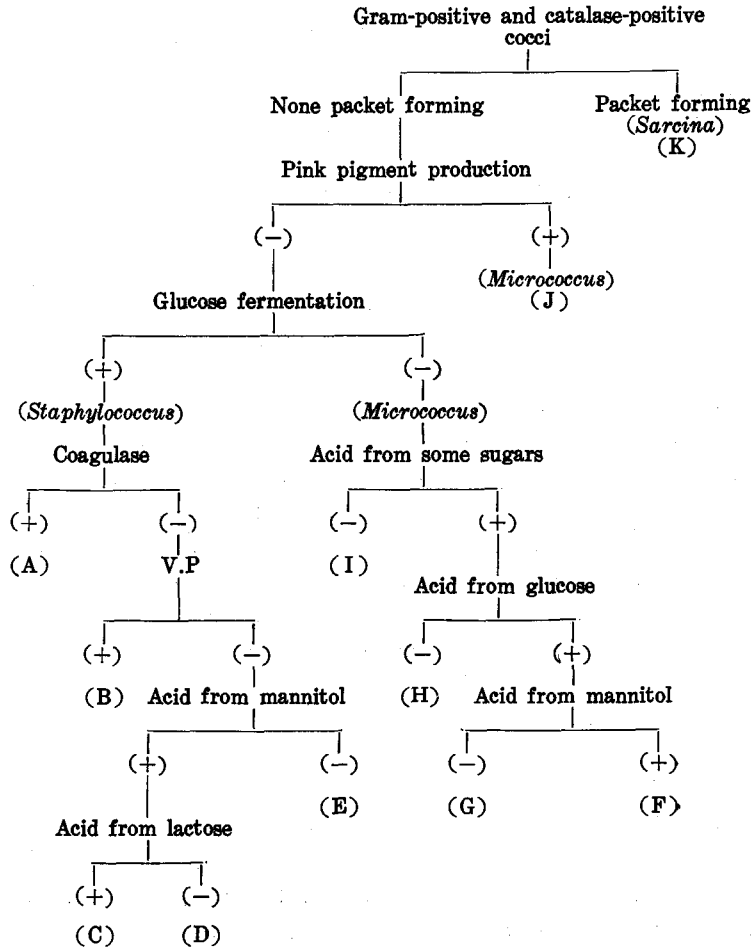 Gram-positive and catalase-positive
cocci
None packet forming
Packet forming
(Sarcina)
(K)
Pink pigment production
(−)
(+)
(Micrococcus)
(J)
Glucose fermentation
(+)
(−)
(Staphylococcus)
(Micrococcus)
Coagulase
Acid from some sugars
(+)
(−)
(−)
(+)
(A)
V.P
(I)
Acid from glucose
(+)
(−)
(−)
(+)
(B)
Acid from mannitol
(H)
Acid from mannitol
(+)
(−)
(−)
(+)
(E)
(G)
(F)
Acid from lactose
(+)
(−)
(C)
(D)